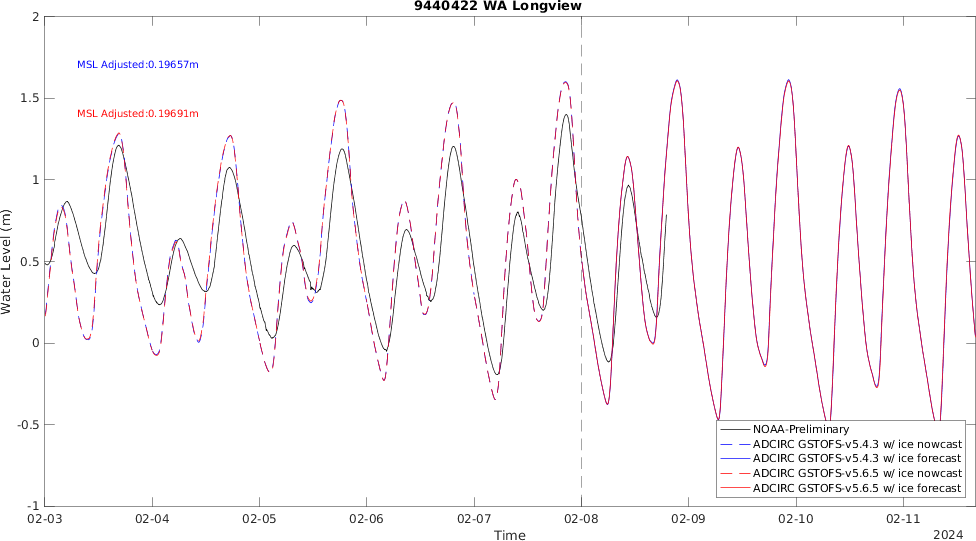 9440422 WA Longview
2
MSL Adjusted:0.19657m
1.5
MSL Adjusted:0.19691m
1
Water Level (m)
0.5
0
-0.5
-1
NOAA-Preliminary
ADCIRC GSTOFS-v5.4.3 w/ ice nowcast
ADCIRC GSTOFS-v5.4.3 w/ ice forecast
ADCIRC GSTOFS-v5.6.5 w/ ice nowcast
ADCIRC GSTOFS-v5.6.5 w/ ice forecast
02-03 02-04 02-05 02-06 02-07 02-08 02-09 02-10 02-11
Time
2024